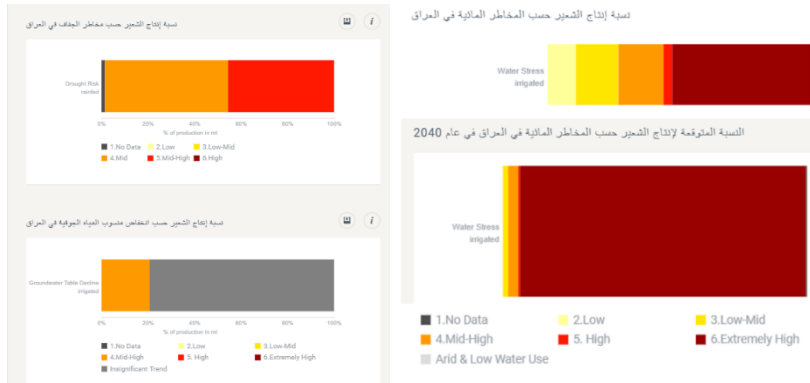 نسبة إنتاج الشعير حسب مخاطر الجفاف في العراق
Drought Risk
rainfed
0% 20% 40% 60% 80% 100%
% of production in mt
1.No Data 2.Low 3.Low-Mid
4.Mid 5.Mid-High 6.High
نسبة إنتاج الشعير حسب انخفاض منسوب المياه الجوفية في العراق
Groundwater Table Decline
irrigated
0% 20% 40% 60% 80% 100%
% of production in mt
1.No Data 2.Low 3.Low-Mid
4.Mid-High 5. High 6.Extremely High
Insignificant Trend
نسبة إنتاج الشعير حسب المخاطر المائية في العراق
Water Stress
irrigated
النسبة المتوقعة لإنتاج الشعير حسب المخاطر المائية في العراق في عام 2040
Water Stress
irrigated
1.No Data 2.Low 3.Low-Mid
4.Mid-High 5. High 6.Extremely High
Arid & Low Water Use